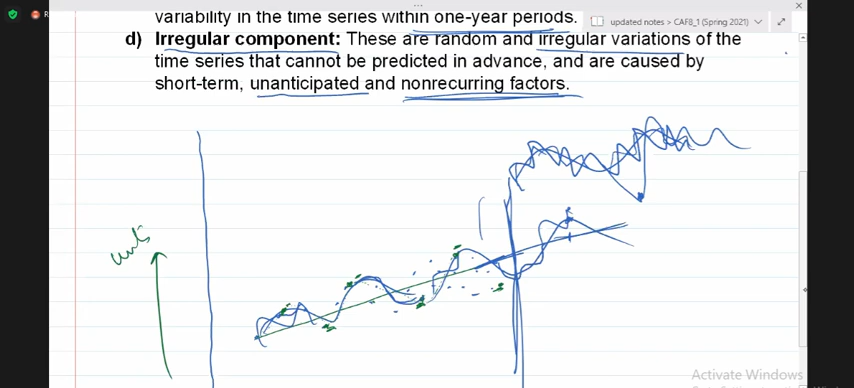 variability in the time series within one-year periods.
updated notes > CAF8_1 (Spring 2021)
d) Irregular component: These are random and irregular variations of the
time series that cannot be predicted in advance, and are caused by
short-term, unanticipated and nonrecurring factors.
units
Activate Windows